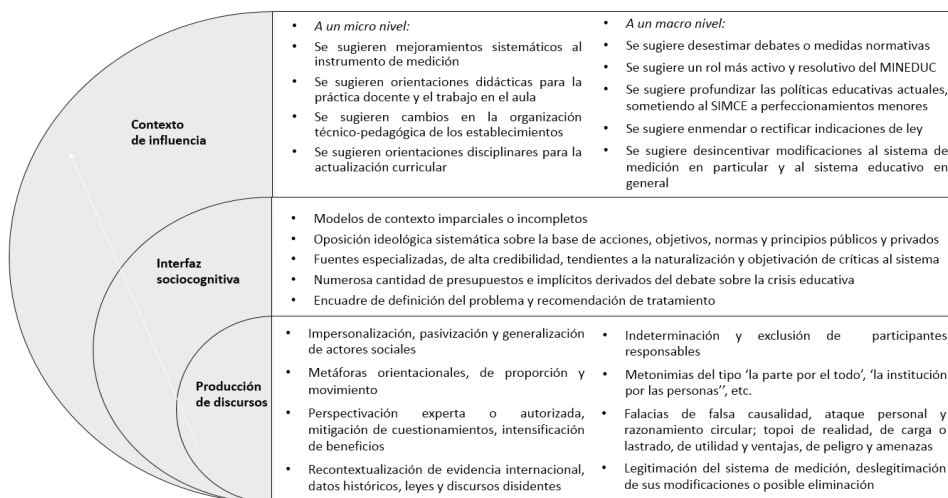 Contexto
de influencia
• A un micro nivel:
• Se sugieren mejoramientos sistemáticos al
instrumento de medición
• Se sugieren orientaciones didácticas para la
práctica docente y el trabajo en el aula
• Se sugieren cambios en la organización
técnico-pedagógica de los establecimientos
• Se sugieren orientaciones disciplinares para la
actualización curricular
• A un macro nivel:
• Se sugiere desestimar debates o medidas normativas
• Se sugiere un rol más activo y resolutivo del MINEDUC
• Se sugiere profundizar las políticas educativas actuales,
sometiendo al SIMCE a perfeccionamientos menores
• Se sugiere enmendar o rectificar indicaciones de ley
• Se sugiere desincentivar modificaciones al sistema de
medición en particular y al sistema educativo en
general
Interfaz
sociocognitiva
• Modelos de contexto imparciales o incompletos
• Oposición ideológica sistemática sobre la base de acciones, objetivos, normas y principios públicos y privados
• Fuentes especializadas, de alta credibilidad, tendientes a la naturalización y objetivación de críticas al sistema
• Numerosa cantidad de presupuestos e implícitos derivados del debate sobre la crisis educativa
• Encuadre de definición del problema y recomendación de tratamiento
Producción
de discursos
• Impersonalización, pasivización y generalización
de actores sociales
• Metáforas orientacionales, de proporción y
movimiento
• Perspectivación experta o autorizada,
mitigación de cuestionamientos, intensificación
de beneficios
• Recontextualización de evidencia internacional,
datos históricos, leyes y discursos disidentes
• Indeterminación y exclusión de participantes
responsables
• Metonimias del tipo 'la parte por el todo', 'la institución
por las personas'', etc.
• Falacias de falsa causalidad, ataque personal y
razonamiento circular; topoi de realidad, de carga o
lastrado, de utilidad y ventajas, de peligro y amenazas
• Legitimación del sistema de medición, deslegitimación
de sus modificaciones o posible eliminación